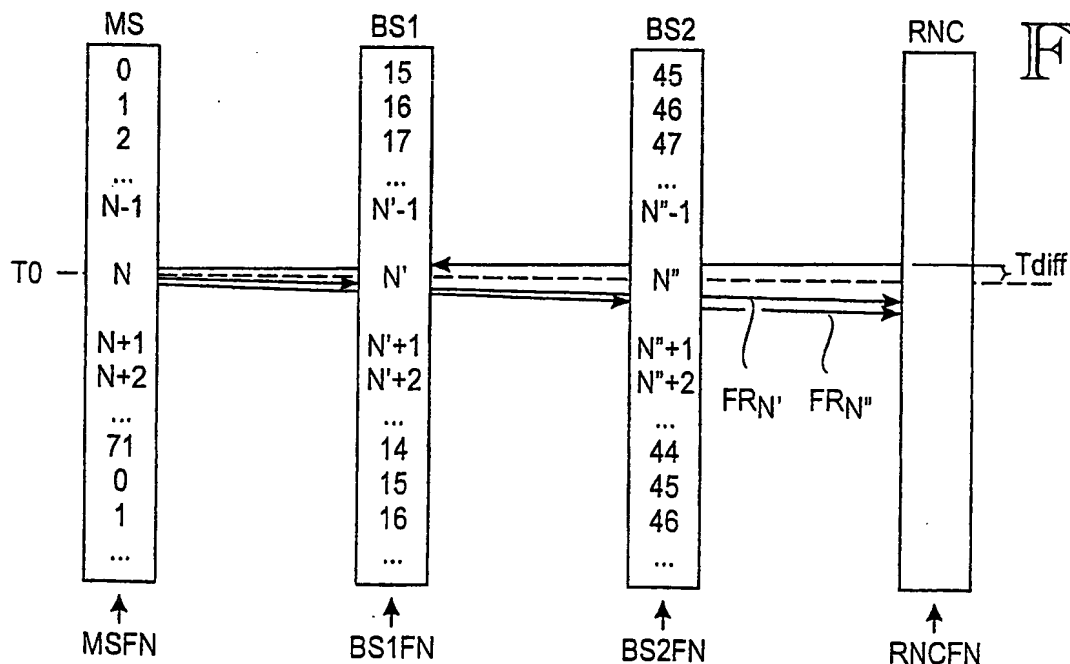 MS BS1 BS2 RNC F
0 15 45
1 16 46
2 17 47
... ... ...
N-1 N'-1 N"-1
T0 N N' N" Tdiff
N+1 N'+1 N"+1
N+2 N'+2 N"+2
FRN' FRN"
... ... ...
71 14 44
0 15 45
1 16 46
... ... ...
MSFN BS1FN BS2FN RNCFN